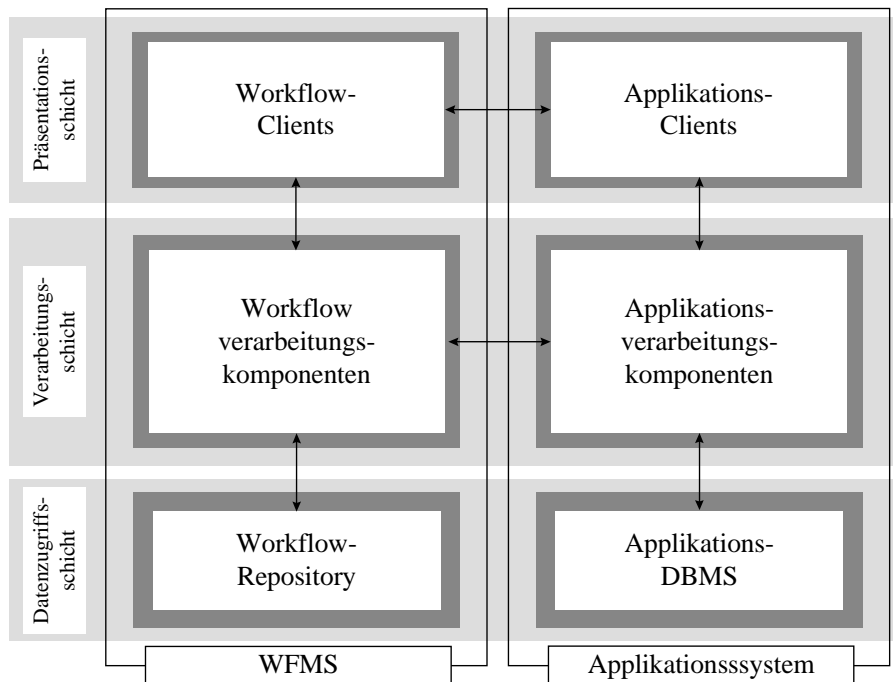 Präsentations-
schicht
Workflow-
Clients
Applikations-
Clients
Verarbeitungs-
schicht
Workflow
verarbeitungs-
komponenten
Applikations-
verarbeitungs-
komponenten
Datenzugriffs-
schicht
Workflow-
Repository
Applikations-
DBMS
WFMS
Applikationsssystem